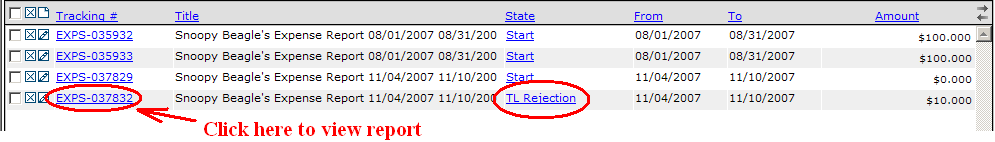 Tracking # Title State From To Amount
EXPS-035932 Snoopy Beagle's Expense Report 08/01/2007 08/31/200 Start 08/01/2007 08/31/2007 $100.000
EXPS-035933 Snoopy Beagle's Expense Report 08/01/2007 08/31/200 Start 08/01/2007 08/31/2007 $100.000
EXPS-037829 Snoopy Beagle's Expense Report 11/04/2007 11/10/200 Start 11/04/2007 11/10/2007 $0.000
EXPS-037832 Snoopy Beagle's Expense Report 11/04/2007 11/10/200 TL Rejection 11/04/2007 11/10/2007 $10.000
Click here to view report